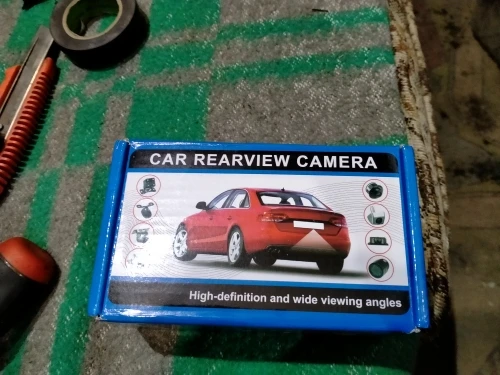 CAR REARVIEW CAMERA
High-definition and wide viewing angles